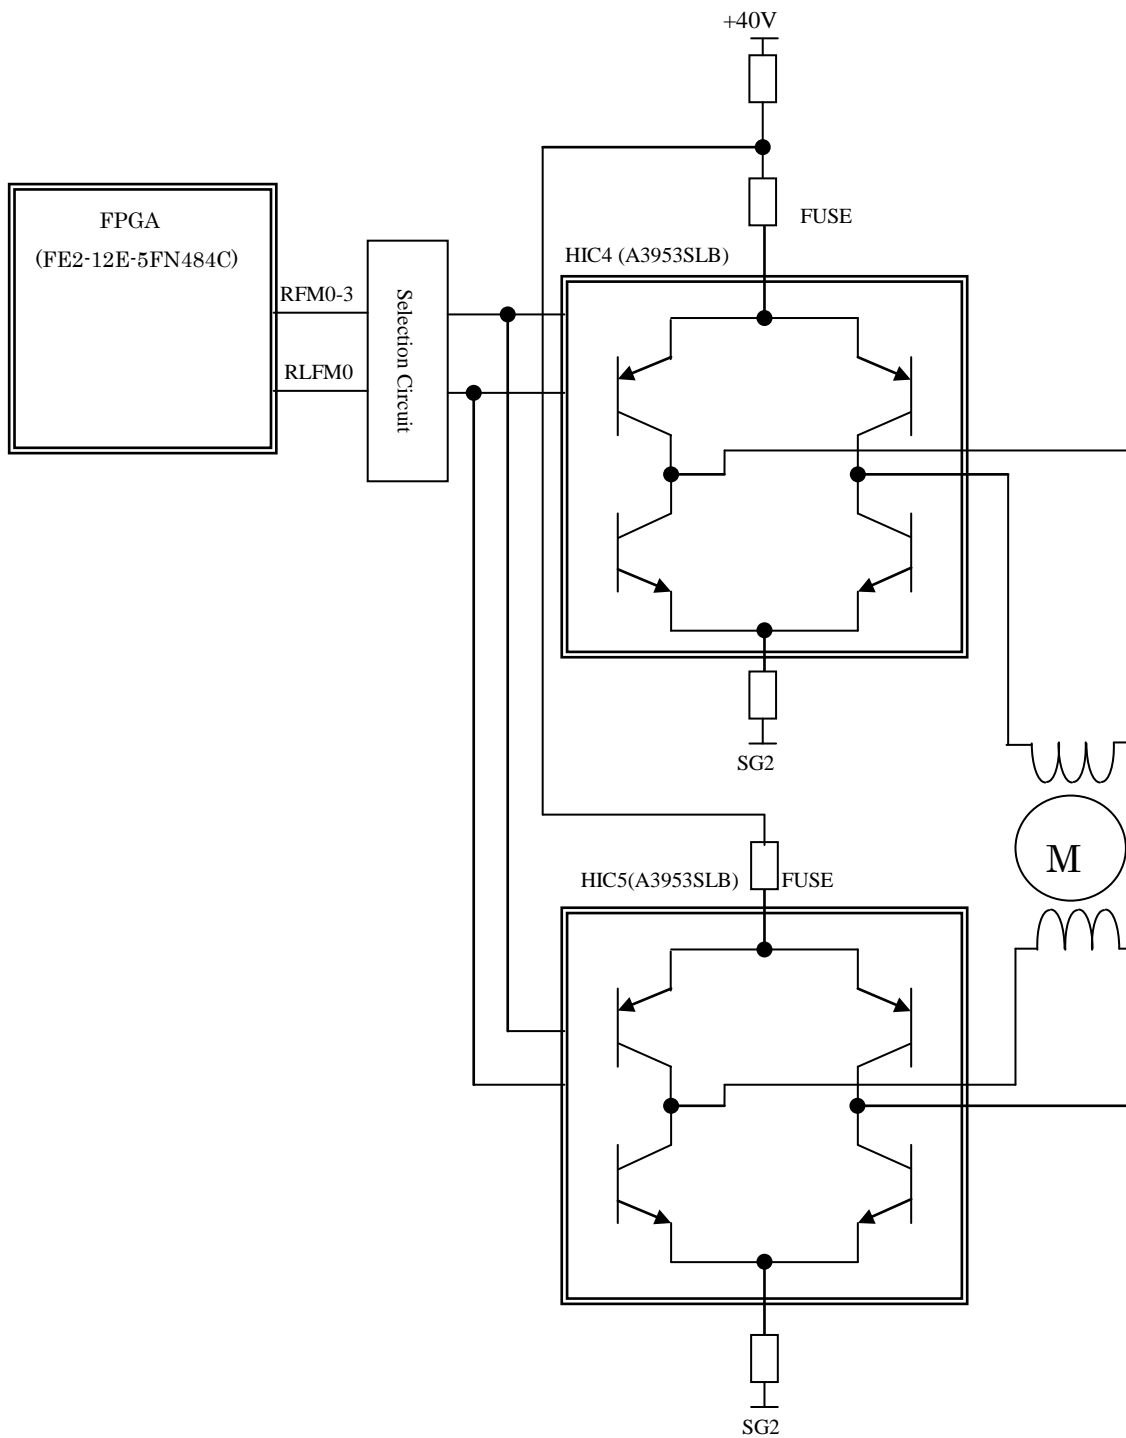 +40V
FUSE
FPGA
(FE2-12E-5FN484C)
HIC4 (A3953SLB)
RFM0-3
RLFM0
Selection Circuit
SG2
M
HIC5(A3953SLB)
FUSE
SG2